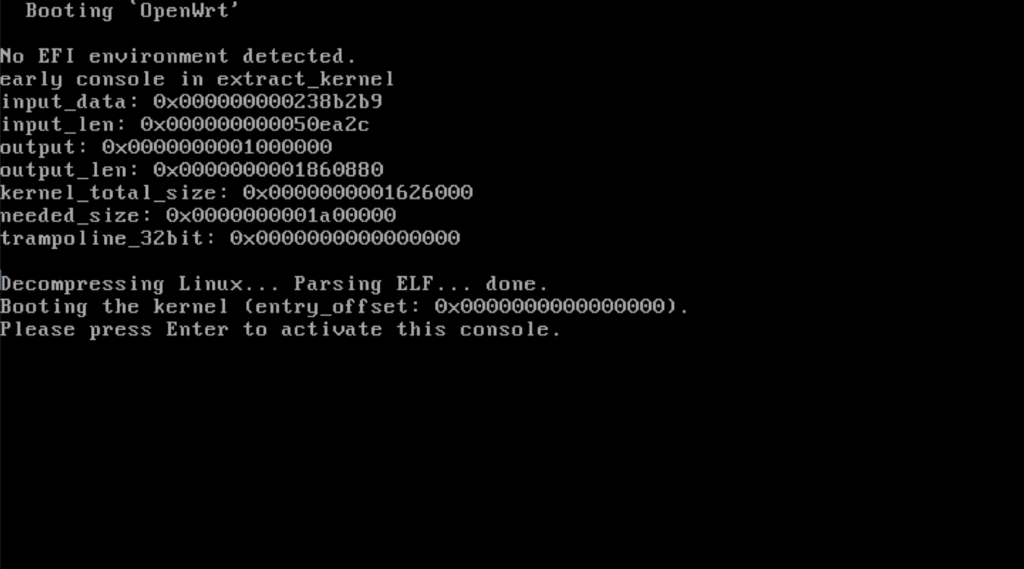 Booting `OpenWrt'
No EFI environment detected.
early console in extract_kernel
input_data: 0x000000000238b2b9
input_len: 0x000000000050ea2c
output: 0x0000000001000000
output_len: 0x0000000001860880
kernel_total_size: 0x0000000001626000
needed_size: 0x0000000001a00000
trampoline_32bit: 0x0000000000000000
Decompressing Linux... Parsing ELF... done.
Booting the kernel (entry_offset: 0x0000000000000000).
Please press Enter to activate this console.